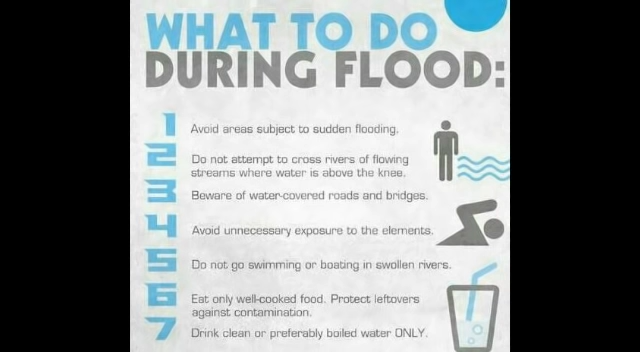 WHAT TO DO
DURING FLOOD:
1 Avoid areas subject to sudden flooding.
2 Do not attempt to cross rivers of flowing
streams where water is above the knee.
3 Beware of water-covered roads and bridges.
4 Avoid unnecessary exposure to the elements.
5 Do not go swimming or boating in swollen rivers.
6 Eat only well-cooked food. Protect leftovers
against contamination.
7 Drink clean or preferably boiled water ONLY.